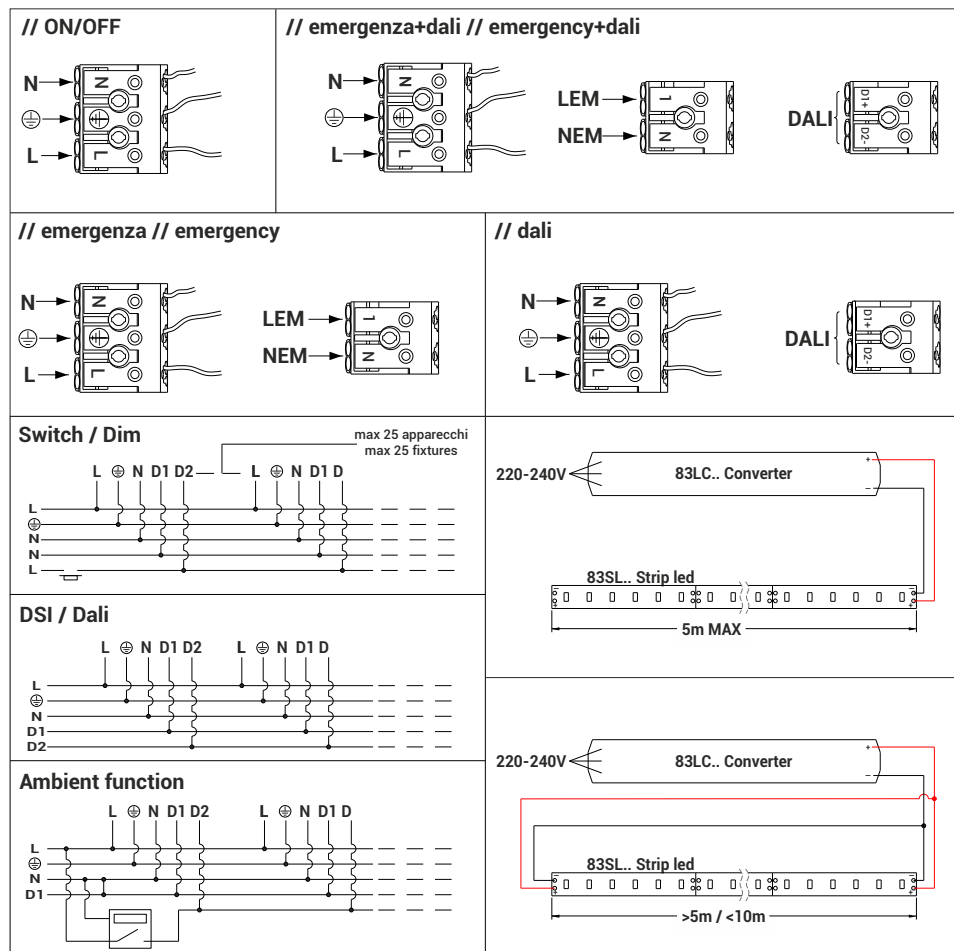 // ON/OFF
N
L
N
L
// emergenza+dali // emergency+dali
N
L
N
L
LEM
NEM
1
N
DALI
D1+
D2-
// emergenza // emergency
N
L
N
L
LEM
NEM
1
N
// dali
N
L
N
L
DALI
D1+
D2-
Switch / Dim
max 25 apparecchi
max 25 fixtures
L N D1 D2 L N D1 D
L
N
N
L
220-240V
83LC.. Converter
+
−
83SL.. Strip led
− −
+ +
5m MAX
DSI / Dali
L N D1 D2 L N D1 D
L
N
D1
D2
Ambient function
L N D1 D2 L N D1 D
L
N
D1
220-240V
83LC.. Converter
+
−
83SL.. Strip led
− −
+ +
>5m / <10m